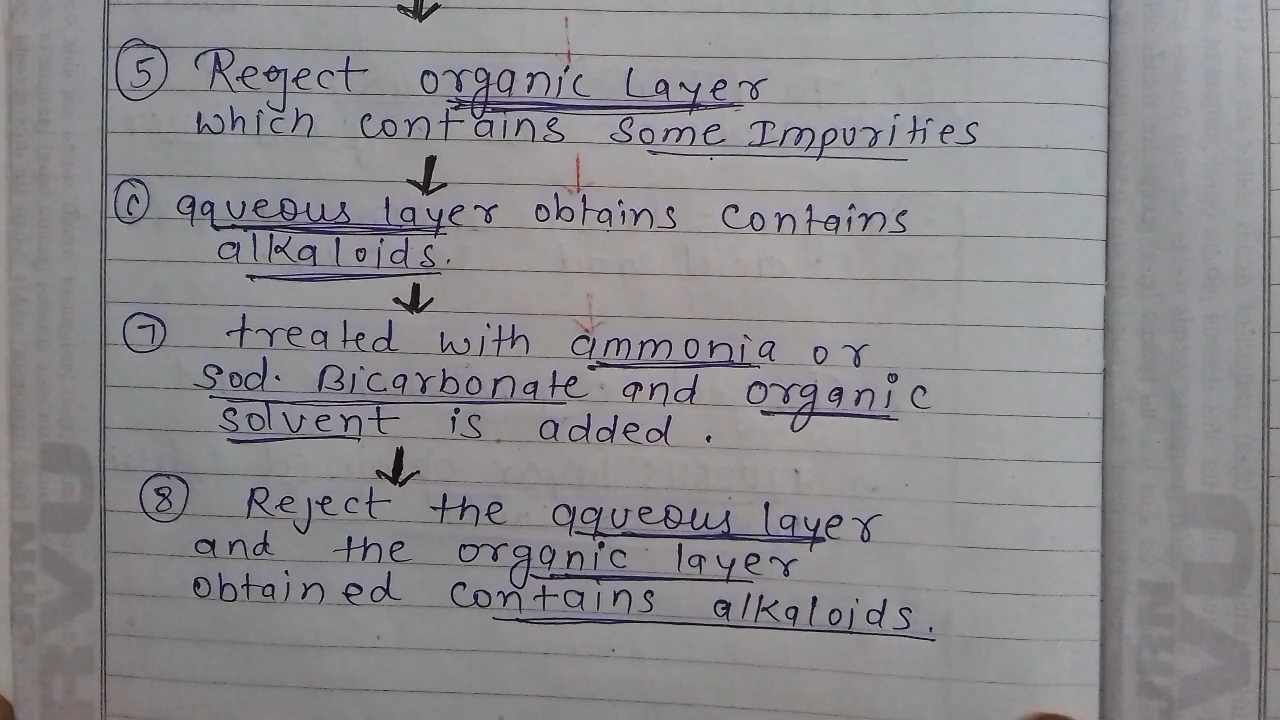 ⑤ Reject organic Layer
which contains Some Impurities
⑥ aqueous layer obtains contains
alkaloids.
⑦ treated with ammonia or
Sod. Bicarbonate and organic
solvent is added.
⑧ Reject the aqueous layer
and the organic layer
obtained contains alkaloids.